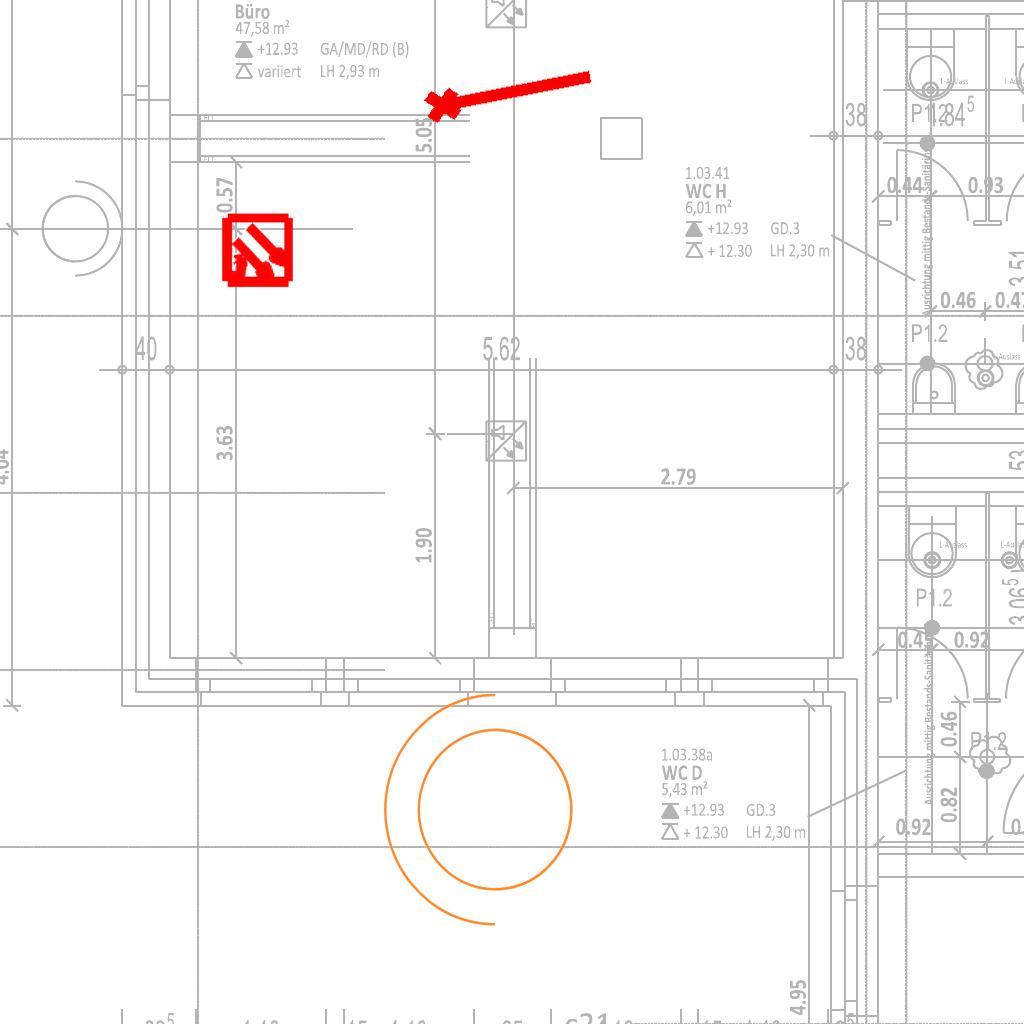 Büro
47,58 m²
+12.93 GA/MD/RD (B)
variiert LH 2,93 m
5.05
0.57
1.03.41
WC H
6,01 m²
+12.93 GD.3
+ 12.30 LH 2,30 m
38
P1.2
1.84⁵
L-Auslass
0.44
0.93
Ausrichtung mittig Bestands-Sanitärin
3.51
0.46
0.47
40
5.62
38
P1.2
L-Auslass
3.63
4.04
2.79
53
1.90
L-Auslass
L-Auslass
P1.2
3.06⁵
0.45
0.92
Ausrichtung mittig Bestands-Sanitärin
0.46
P1.2
1.03.38a
WC D
5,43 m²
+12.93 GD.3
+ 12.30 LH 2,30 m
0.82
0.92
4.95